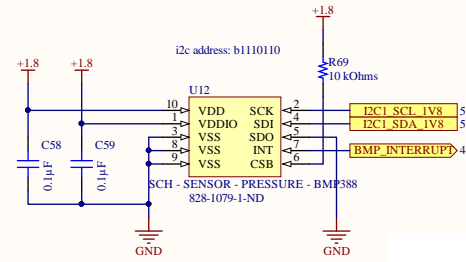 +1.8
i2c address: b1110110
+1.8
+1.8
R69
10 kOhms
U12
10 VDD SCK 2 I2C1_SCL_1V8 5
1 VDDIO SDI 4 I2C1_SDA_1V8 5
3 VSS SDO 5
8 VSS INT 7 BMP_INTERRUPT 4
9 VSS CSB 6
C58
0.1µF
C59
0.1µF
SCH - SENSOR - PRESSURE - BMP388
828-1079-1-ND
GND
GND